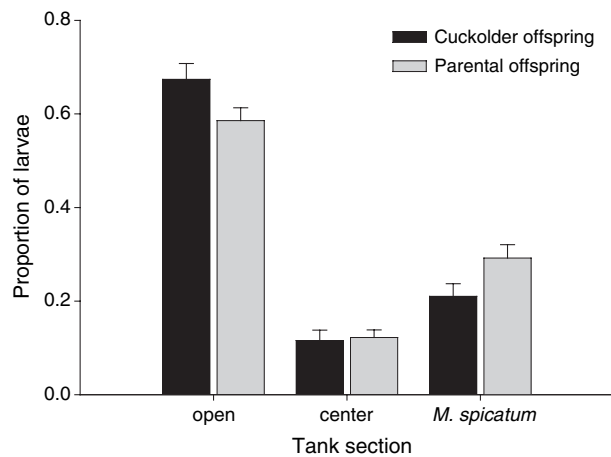 0.8
0.6
0.4
0.2
0.0
Proportion of larvae
Cuckolder offspring
Parental offspring
open center M. spicatum
Tank section